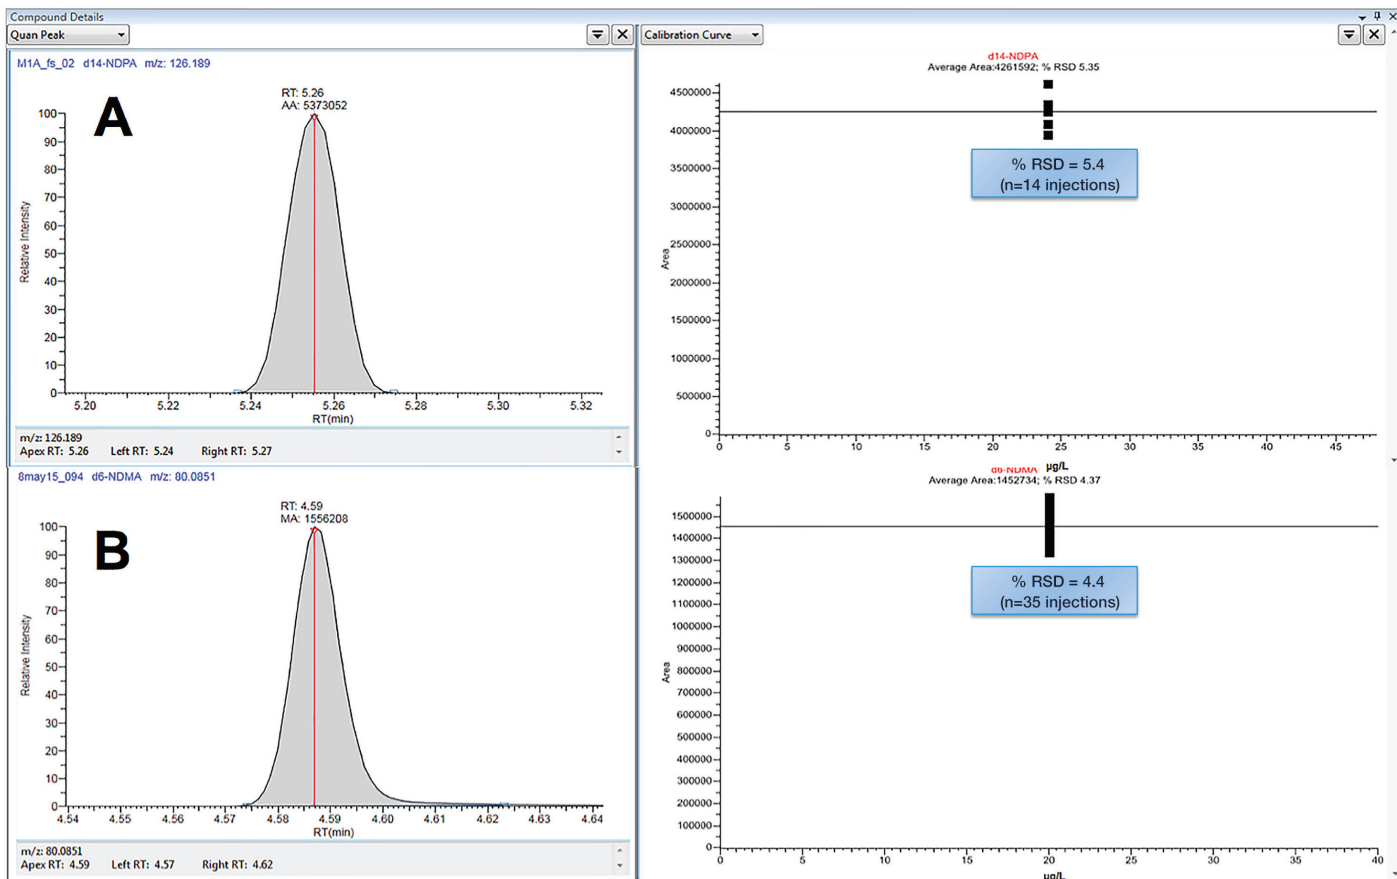 Compound Details
Quan Peak
M1A_fs_02 d14-NDPA m/z: 126.189
A
RT: 5.26
AA: 5373052
100
90
80
70
60
50
40
30
20
10
0
Relative Intensity
5.20 5.22 5.24 5.26 5.28 5.30 5.32
RT(min)
m/z: 126.189
Apex RT: 5.26 Left RT: 5.24 Right RT: 5.27
Calibration Curve
d14-NDPA
Average Area:4261592; % RSD 5.35
4500000
4000000
3500000
3000000
2500000
2000000
1500000
1000000
500000
0
Area
% RSD = 5.4
(n=14 injections)
0 5 10 15 20 25 30 35 40 45
µg/L
8may15_094 d6-NDMA m/z: 80.0851
B
RT: 4.59
MA: 1556208
100
90
80
70
60
50
40
30
20
10
0
Relative Intensity
4.54 4.55 4.56 4.57 4.58 4.59 4.60 4.61 4.62 4.63 4.64
RT(min)
m/z: 80.0851
Apex RT: 4.59 Left RT: 4.57 Right RT: 4.62
d6-NDMA
Average Area:1452734; % RSD 4.37
1500000
1400000
1300000
1200000
1100000
1000000
900000
800000
700000
600000
500000
400000
300000
200000
100000
0
Area
% RSD = 4.4
(n=35 injections)
0 5 10 15 20 25 30 35 40
µg/L